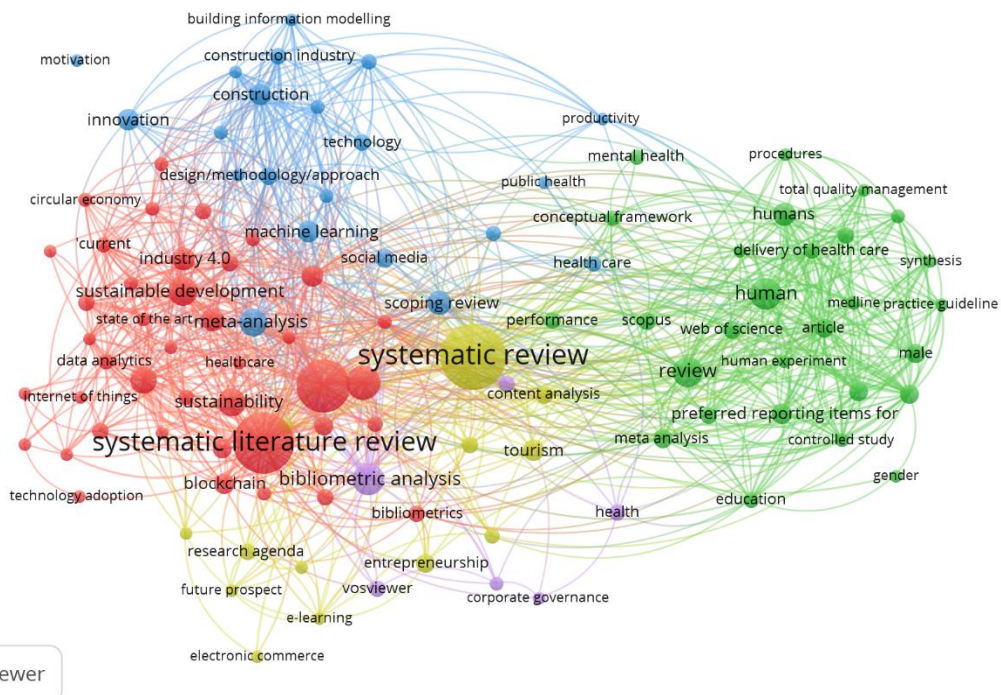 building information modelling
motivation
construction industry
construction
innovation
productivity
technology
mental health
procedures
design/methodology/approach
public health
total quality management
circular economy
conceptual framework
humans
machine learning
'current
delivery of health care
industry 4.0
social media
health care
synthesis
sustainable development
human
scoping review
medline
practice guideline
state of the art
meta-analysis
performance
scopus
web of science
article
data analytics
healthcare
systematic review
human experiment
male
review
internet of things
sustainability
content analysis
preferred reporting items for
systematic literature review
meta analysis
controlled study
tourism
blockchain
bibliometric analysis
gender
technology adoption
education
bibliometrics
health
research agenda
entrepreneurship
future prospect
vosviewer
corporate governance
e-learning
electronic commerce
ewer